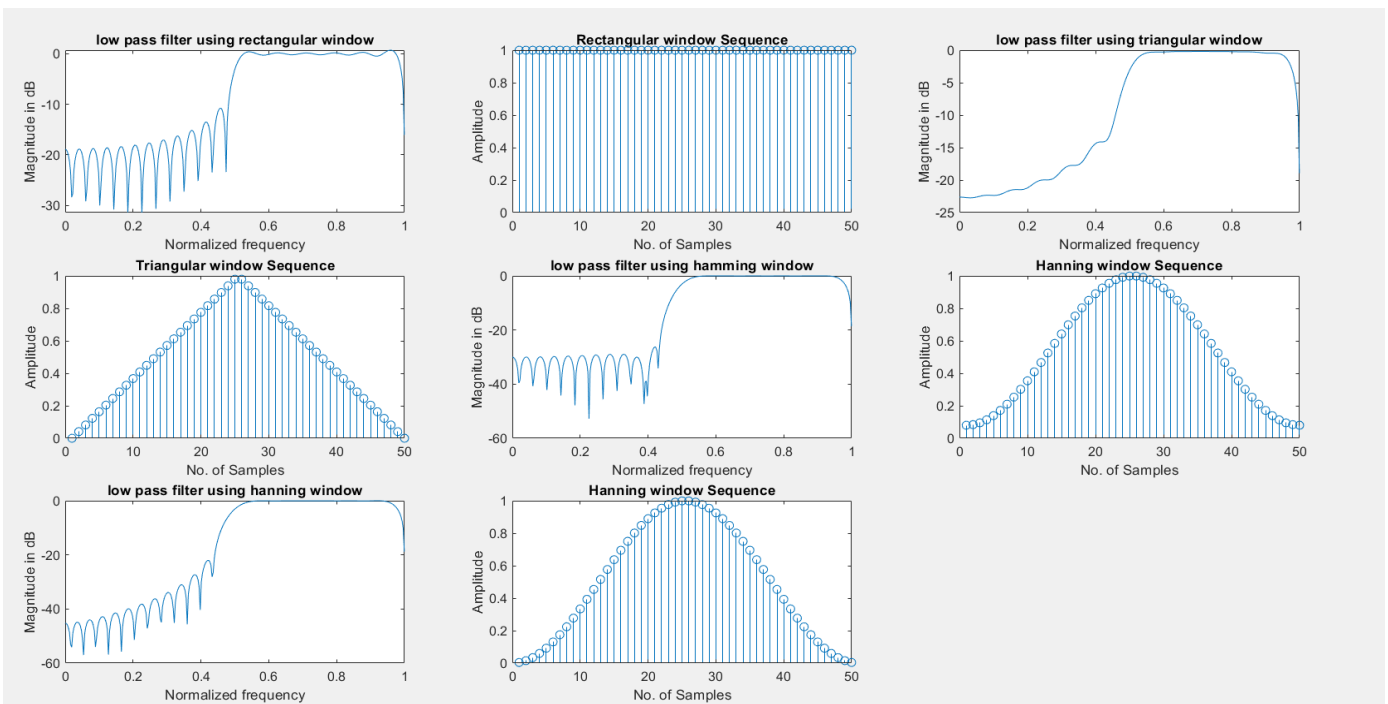 low pass filter using rectangular window
0
-10
-20
-30
Magnitude in dB
0 0.2 0.4 0.6 0.8 1
Normalized frequency
Rectangular window Sequence
1
0.8
0.6
0.4
0.2
0
Amplitude
0 10 20 30 40 50
No. of Samples
low pass filter using triangular window
0
-5
-10
-15
-20
-25
Magnitude in dB
0 0.2 0.4 0.6 0.8 1
Normalized frequency
Triangular window Sequence
1
0.8
0.6
0.4
0.2
0
Amplitude
0 10 20 30 40 50
No. of Samples
low pass filter using hamming window
0
-20
-40
-60
Magnitude in dB
0 0.2 0.4 0.6 0.8 1
Normalized frequency
Hanning window Sequence
1
0.8
0.6
0.4
0.2
0
Amplitude
0 10 20 30 40 50
No. of Samples
low pass filter using hanning window
0
-20
-40
-60
Magnitude in dB
0 0.2 0.4 0.6 0.8 1
Normalized frequency
Hanning window Sequence
1
0.8
0.6
0.4
0.2
0
Amplitude
0 10 20 30 40 50
No. of Samples